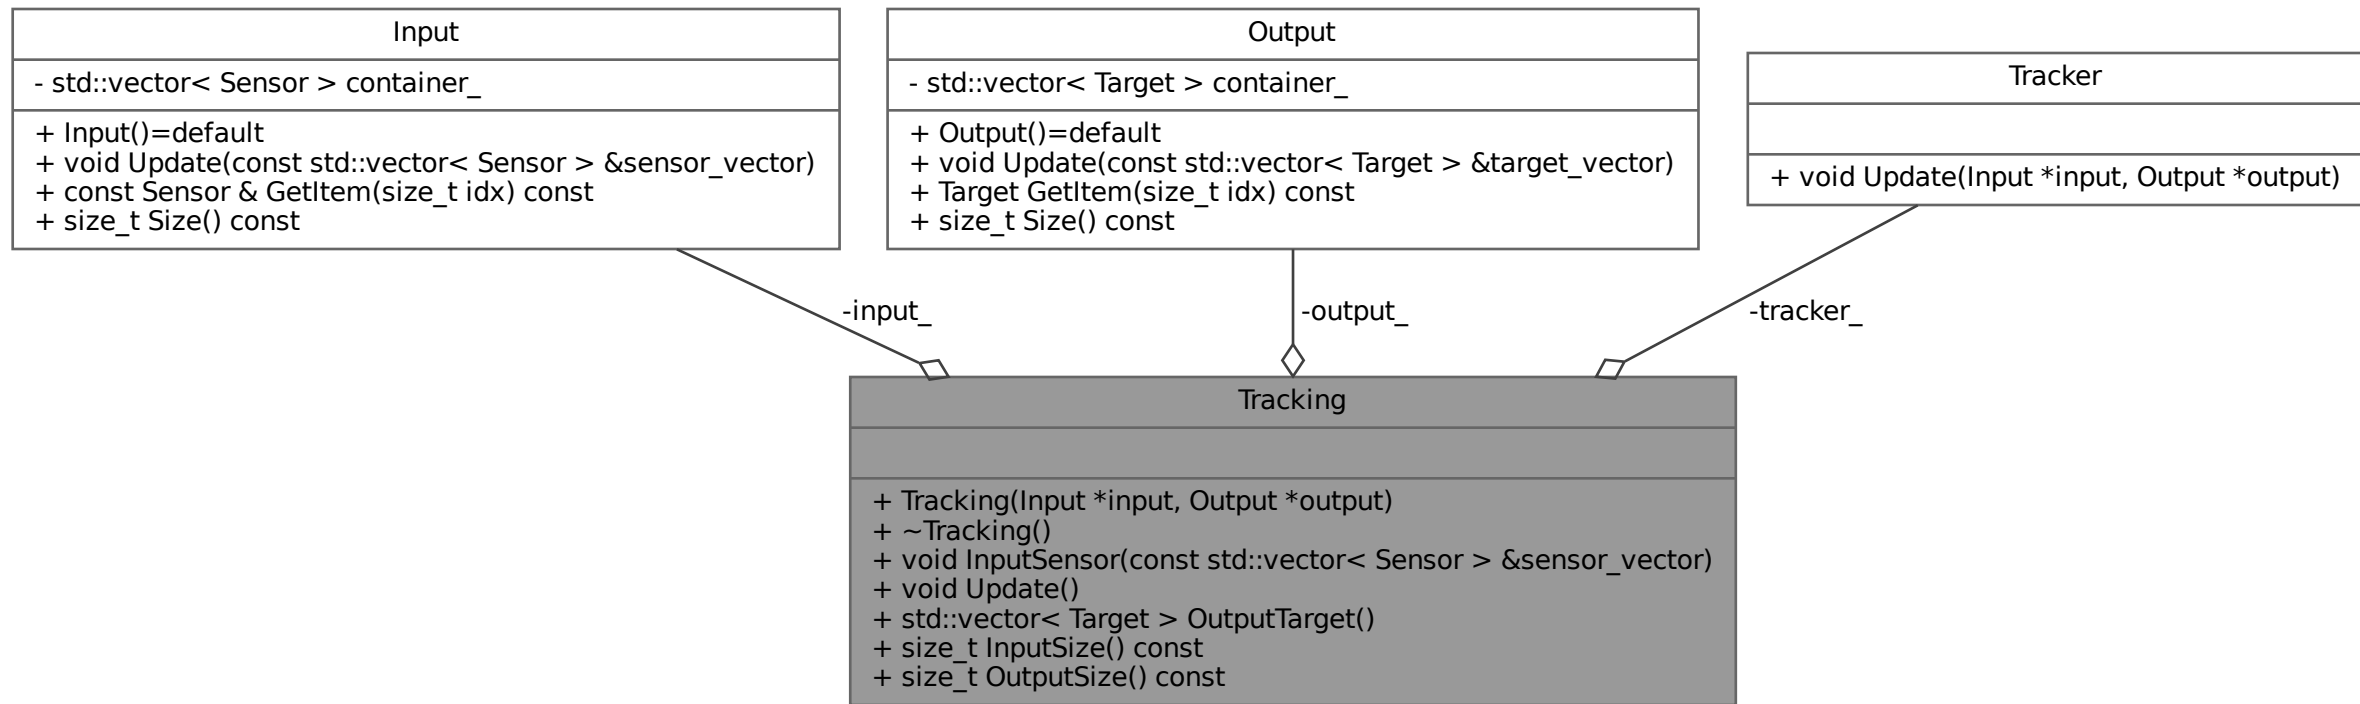 Input
- std::vector< Sensor > container_
+ Input()=default
+ void Update(const std::vector< Sensor > &sensor_vector)
+ const Sensor & GetItem(size_t idx) const
+ size_t Size() const
Output
- std::vector< Target > container_
+ Output()=default
+ void Update(const std::vector< Target > &target_vector)
+ Target GetItem(size_t idx) const
+ size_t Size() const
Tracker
+ void Update(Input *input, Output *output)
-input_
-output_
-tracker_
Tracking
+ Tracking(Input *input, Output *output)
+ ~Tracking()
+ void InputSensor(const std::vector< Sensor > &sensor_vector)
+ void Update()
+ std::vector< Target > OutputTarget()
+ size_t InputSize() const
+ size_t OutputSize() const